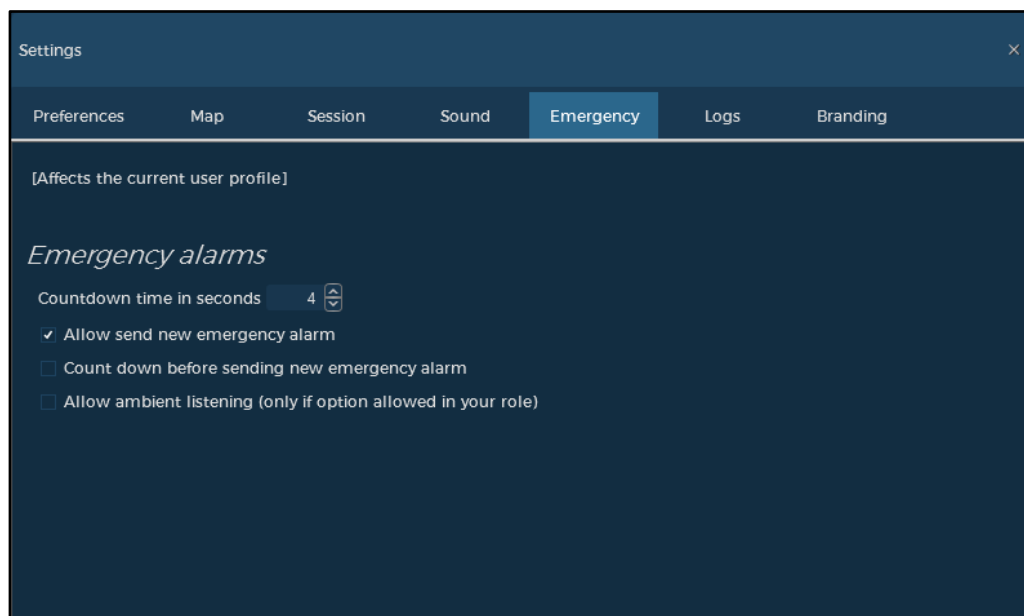 Settings
Preferences Map Session Sound Emergency Logs Branding
[Affects the current user profile]
Emergency alarms
Countdown time in seconds 4
Allow send new emergency alarm
Count down before sending new emergency alarm
Allow ambient listening (only if option allowed in your role)